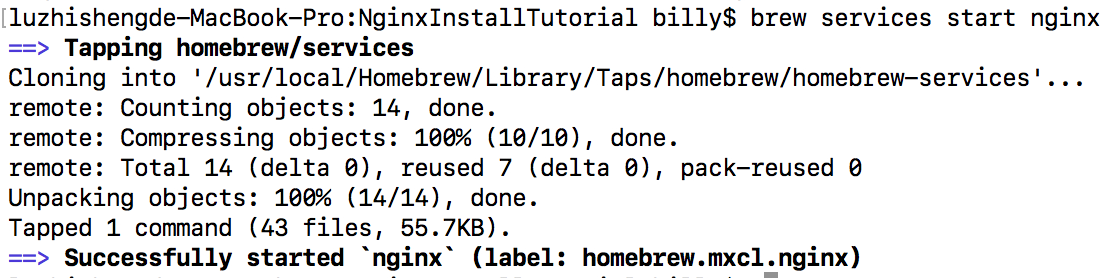 [luzhishengde-MacBook-Pro:NginxInstallTutorial billy$ brew services start nginx
==> Tapping homebrew/services
Cloning into '/usr/local/Homebrew/Library/Taps/homebrew/homebrew-services'...
remote: Counting objects: 14, done.
remote: Compressing objects: 100% (10/10), done.
remote: Total 14 (delta 0), reused 7 (delta 0), pack-reused 0
Unpacking objects: 100% (14/14), done.
Tapped 1 command (43 files, 55.7KB).
==> Successfully started `nginx` (label: homebrew.mxcl.nginx)